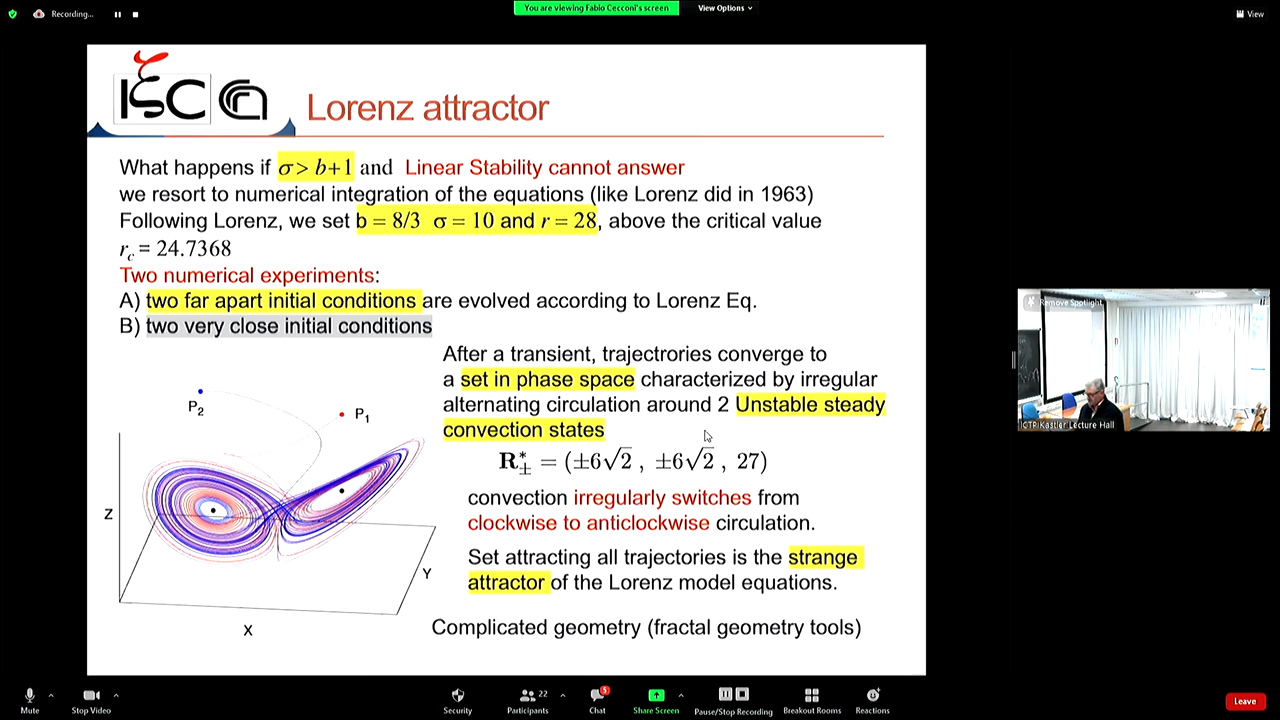 Recording...
You are viewing Fabio Cecconi's screen
View Options
View
ISC
Lorenz attractor
What happens if σ> b+1 and Linear Stability cannot answer
we resort to numerical integration of the equations (like Lorenz did in 1963)
Following Lorenz, we set b = 8/3 σ = 10 and r = 28, above the critical value
r_c = 24.7368
Two numerical experiments:
A) two far apart initial conditions are evolved according to Lorenz Eq.
B) two very close initial conditions
After a transient, trajectrories converge to
a set in phase space characterized by irregular
alternating circulation around 2 Unstable steady
convection states
R*± = (±6√2 , ±6√2 , 27)
convection irregularly switches from
clockwise to anticlockwise circulation.
Set attracting all trajectories is the strange
attractor of the Lorenz model equations.
Complicated geometry (fractal geometry tools)
P2
P1
Z
Y
X
Remove Spotlight
ICTP Kastler Lecture Hall
Mute
Stop Video
Security
Participants
22
Chat
5
Share Screen
Pause/Stop Recording
Breakout Rooms
Reactions
Leave